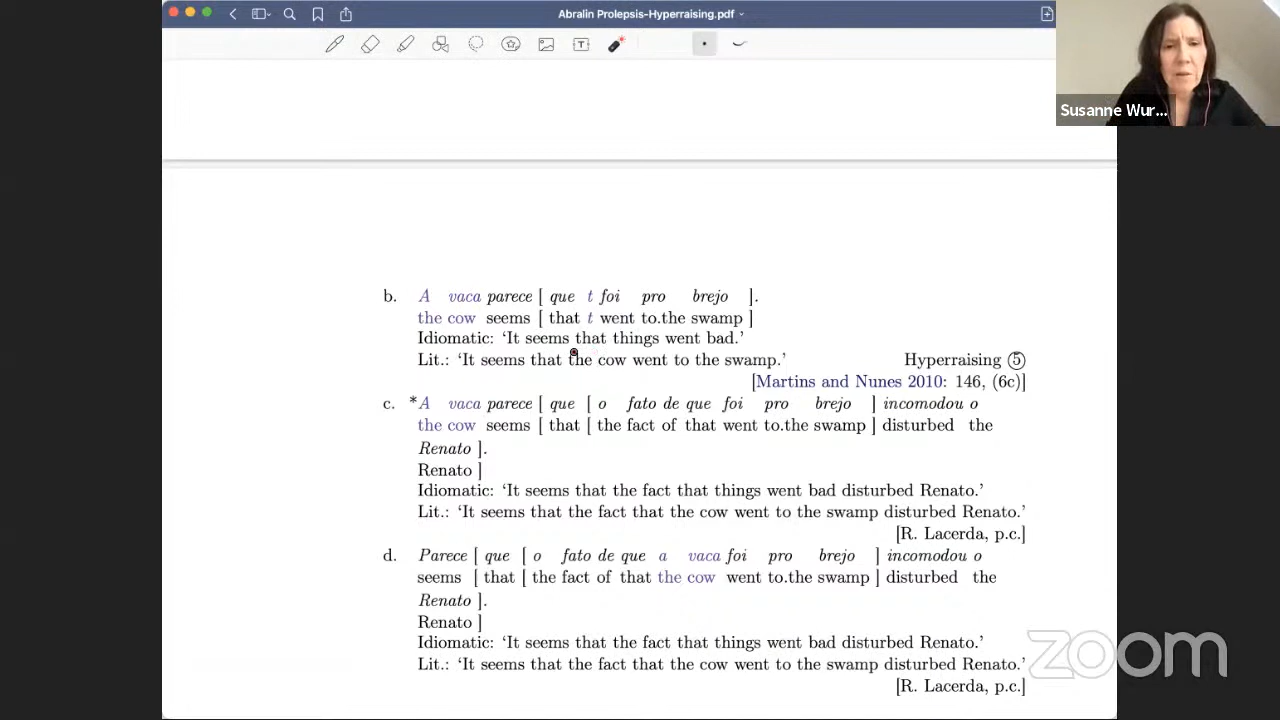 Abralin Prolepsis-Hyperraising.pdf
Susanne Wur...
b. A vaca parece [ que t foi pro brejo ].
the cow seems [ that t went to.the swamp ]
Idiomatic: ‘It seems that things went bad.’
Lit.: ‘It seems that the cow went to the swamp.’ Hyperraising ⑤
[Martins and Nunes 2010: 146, (6c)]
c. *A vaca parece [ que [ o fato de que foi pro brejo ] incomodou o
the cow seems [ that [ the fact of that went to.the swamp ] disturbed the
Renato ].
Renato ]
Idiomatic: ‘It seems that the fact that things went bad disturbed Renato.’
Lit.: ‘It seems that the fact that the cow went to the swamp disturbed Renato.’
[R. Lacerda, p.c.]
d. Parece [ que [ o fato de que a vaca foi pro brejo ] incomodou o
seems [ that [ the fact of that the cow went to.the swamp ] disturbed the
Renato ].
Renato ]
Idiomatic: ‘It seems that the fact that things went bad disturbed Renato.’
Lit.: ‘It seems that the fact that the cow went to the swamp disturbed Renato.’
[R. Lacerda, p.c.]
zoom